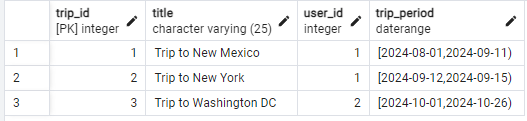 trip_id title user_id trip_period
[PK] integer character varying (25) integer daterange
1 1 Trip to New Mexico 1 [2024-08-01,2024-09-11)
2 2 Trip to New York 1 [2024-09-12,2024-09-15)
3 3 Trip to Washington DC 2 [2024-10-01,2024-10-26)